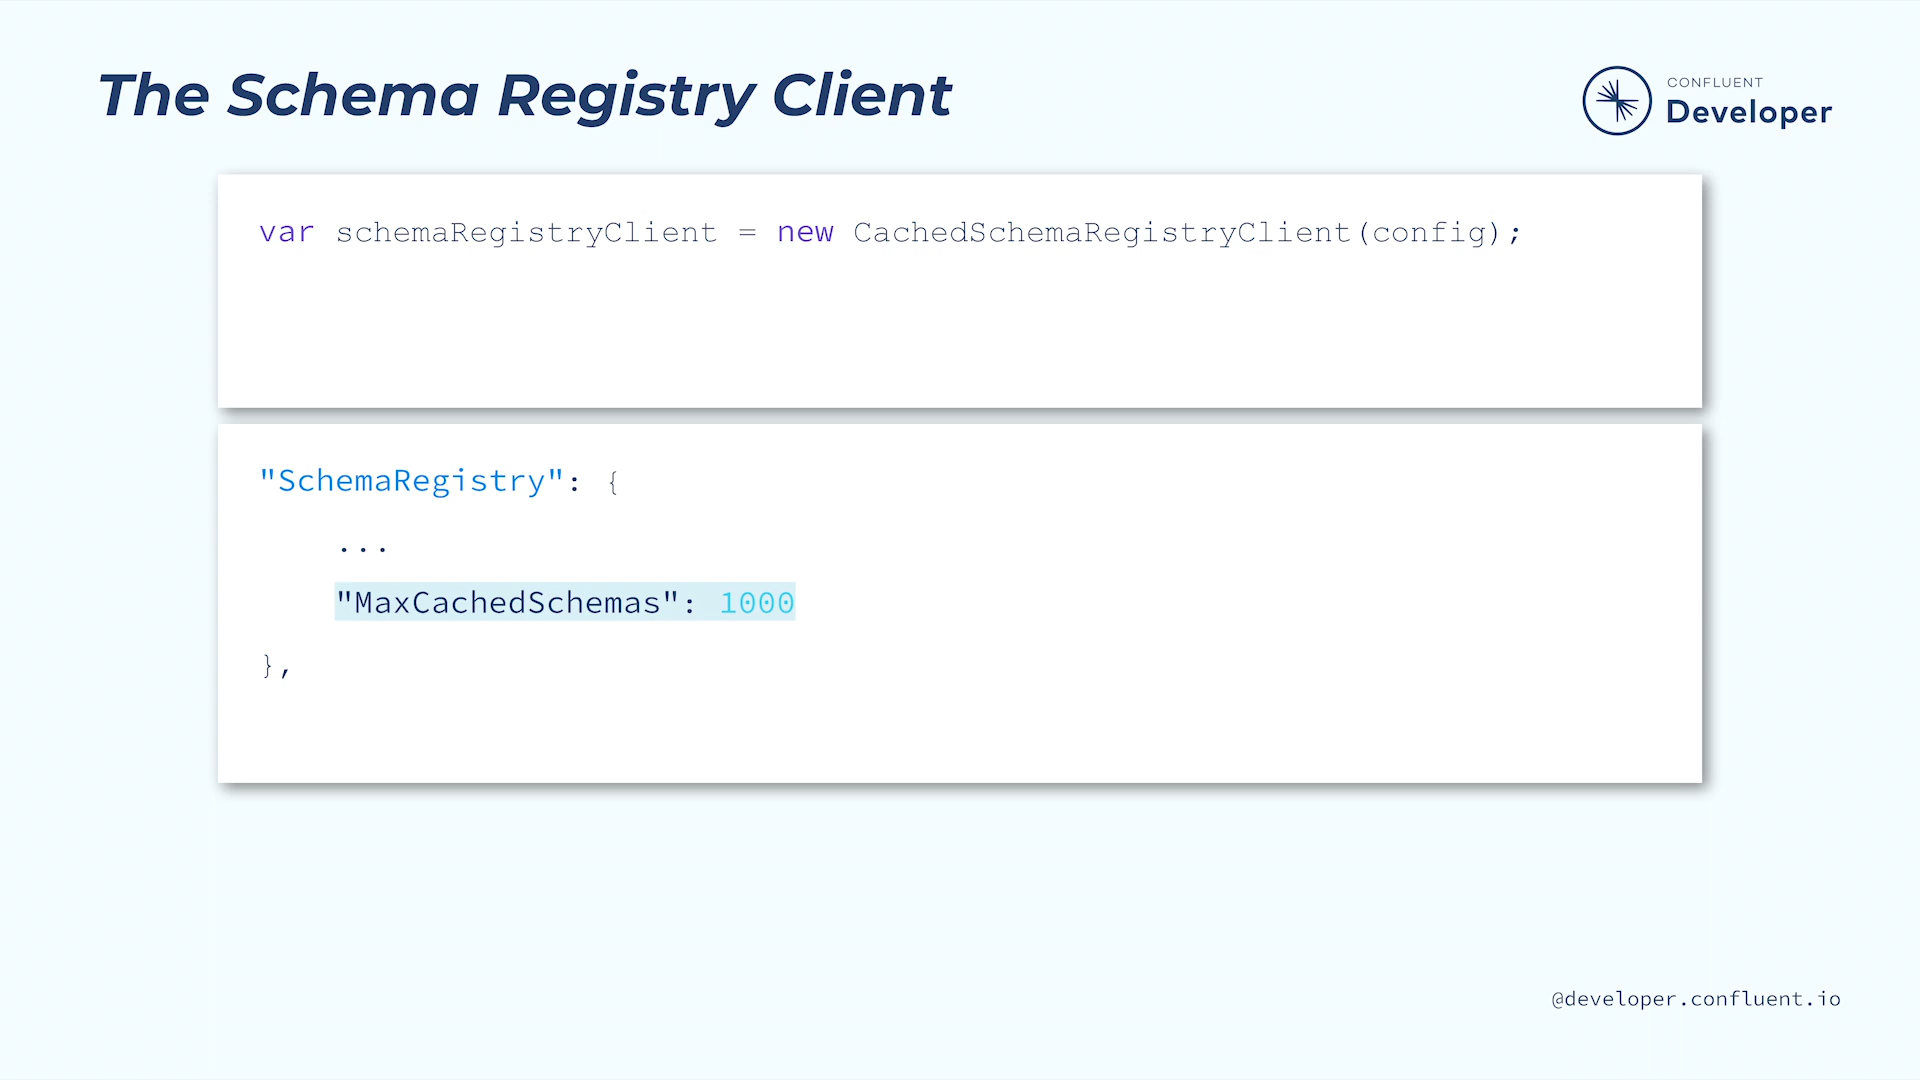 The Schema Registry Client
CONFLUENT
Developer
var schemaRegistryClient = new CachedSchemaRegistryClient(config);
"SchemaRegistry": {
...
"MaxCachedSchemas": 1000
},
@developer.confluent.io